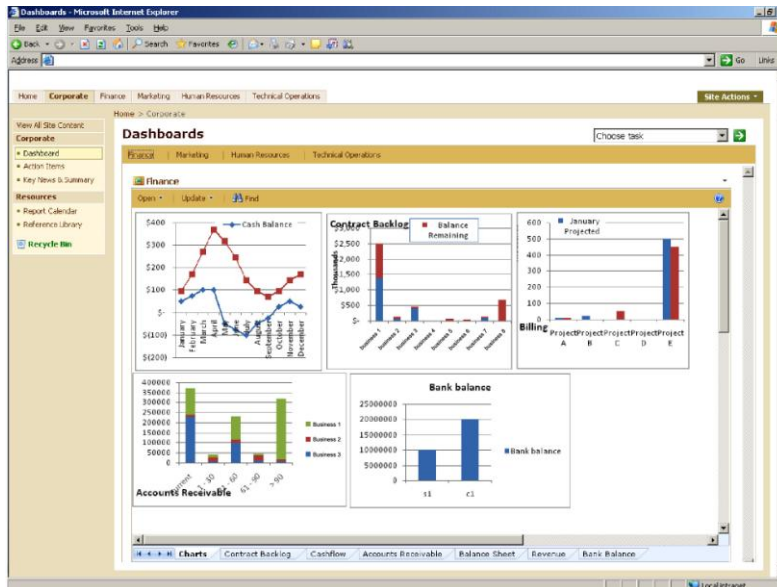 Dashboards - Microsoft Internet Explorer
File Edit View Favorites Tools Help
Back Search Favorites
Address Go Links
Home Corporate Finance Marketing Human Resources Technical Operations Site Actions
Home > Corporate
View All Site Content
Corporate
Dashboard
Action Items
Key News & Summary
Resources
Report Calendar
Reference Library
Recycle Bin
Dashboards
Choose task
Financial Marketing Human Resources Technical Operations
Finance
Open Update Find
$400
$300
$200
$100
$-
$(100)
$(200)
Cash Balance
January
February
March
April
May
June
July
August
September
October
November
December
Contract Backlog
Balance
Remaining
Thousands
$3,000
$2,500
$2,000
$1,500
$1,000
$500
$-
business 1
business 2
business 3
business 4
business 5
business 6
business 7
business 8
600
500
400
300
200
100
0
January
Projected
Billing
Project A
Project B
Project C
Project D
Project E
400000
350000
300000
250000
200000
150000
100000
50000
0
current
1 - 30
31 - 60
61 - 90
> 90
Business 1
Business 2
Business 3
Accounts Receivable
Bank balance
25000000
20000000
15000000
10000000
5000000
0
s1
c1
Bank balance
Charts Contract Backlog Cashflow Accounts Receivable Balance Sheet Revenue Bank Balance
Local intranet